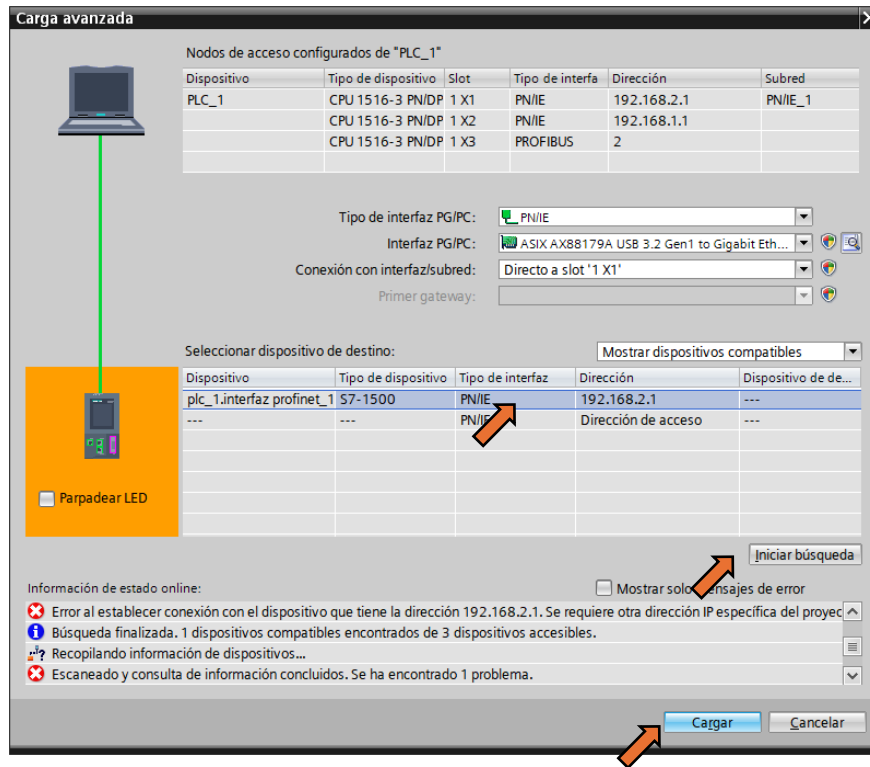 Carga avanzada
Nodos de acceso configurados de "PLC_1"
Dispositivo Tipo de dispositivo Slot Tipo de interfa Dirección Subred
PLC_1 CPU 1516-3 PN/DP 1 X1 PN/IE 192.168.2.1 PN/IE_1
CPU 1516-3 PN/DP 1 X2 PN/IE 192.168.1.1
CPU 1516-3 PN/DP 1 X3 PROFIBUS 2
Tipo de interfaz PG/PC: PN/IE
Interfaz PG/PC: ASIX AX88179A USB 3.2 Gen1 to Gigabit Eth...
Conexión con interfaz/subred: Directo a slot '1 X1'
Primer gateway:
Seleccionar dispositivo de destino: Mostrar dispositivos compatibles
Dispositivo Tipo de dispositivo Tipo de interfaz Dirección Dispositivo de de...
plc_1.interfaz profinet_1 S7-1500 PN/IE 192.168.2.1 ---
--- --- PN/IE Dirección de acceso ---
Parpadear LED
Iniciar búsqueda
Información de estado online: Mostrar solo mensajes de error
Error al establecer conexión con el dispositivo que tiene la dirección 192.168.2.1. Se requiere otra dirección IP específica del proyec
Búsqueda finalizada. 1 dispositivos compatibles encontrados de 3 dispositivos accesibles.
Recopilando información de dispositivos...
Escaneado y consulta de información concluidos. Se ha encontrado 1 problema.
Cargar Cancelar